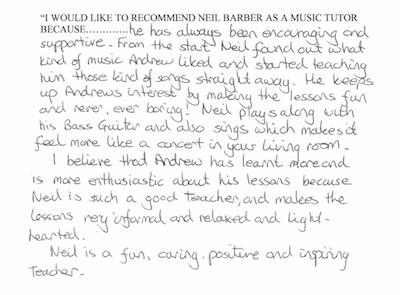 "I WOULD LIKE TO RECOMMEND NEIL BARBER AS A MUSIC TUTOR
BECAUSE.............he has always been encouraging and
supportive. From the start Neil found out what
kind of music Andrew liked and started teaching
him those kind of songs straight away. He keeps
up Andrews interest by making the lessons fun
and never, ever boring. Neil plays along with
his Bass Guitar and also sings which makes it
feel more like a concert in your living room.
I believe that Andrew has learnt more and
is more enthusiastic about his lessons because
Neil is such a good teacher, and makes the
lessons very informal and relaxed and light-
hearted.
Neil is a fun, caring, positive and inspiring
Teacher.